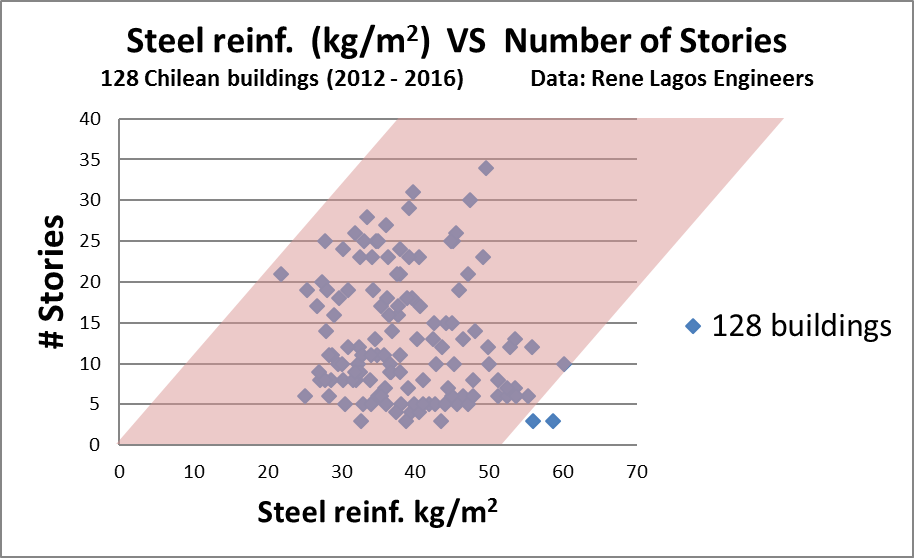 Steel reinf. (kg/m²) VS Number of Stories
128 Chilean buildings (2012 - 2016) Data: Rene Lagos Engineers
40
35
30
25
20
15
10
5
0
# Stories
0 10 20 30 40 50 60 70
Steel reinf. kg/m²
128 buildings